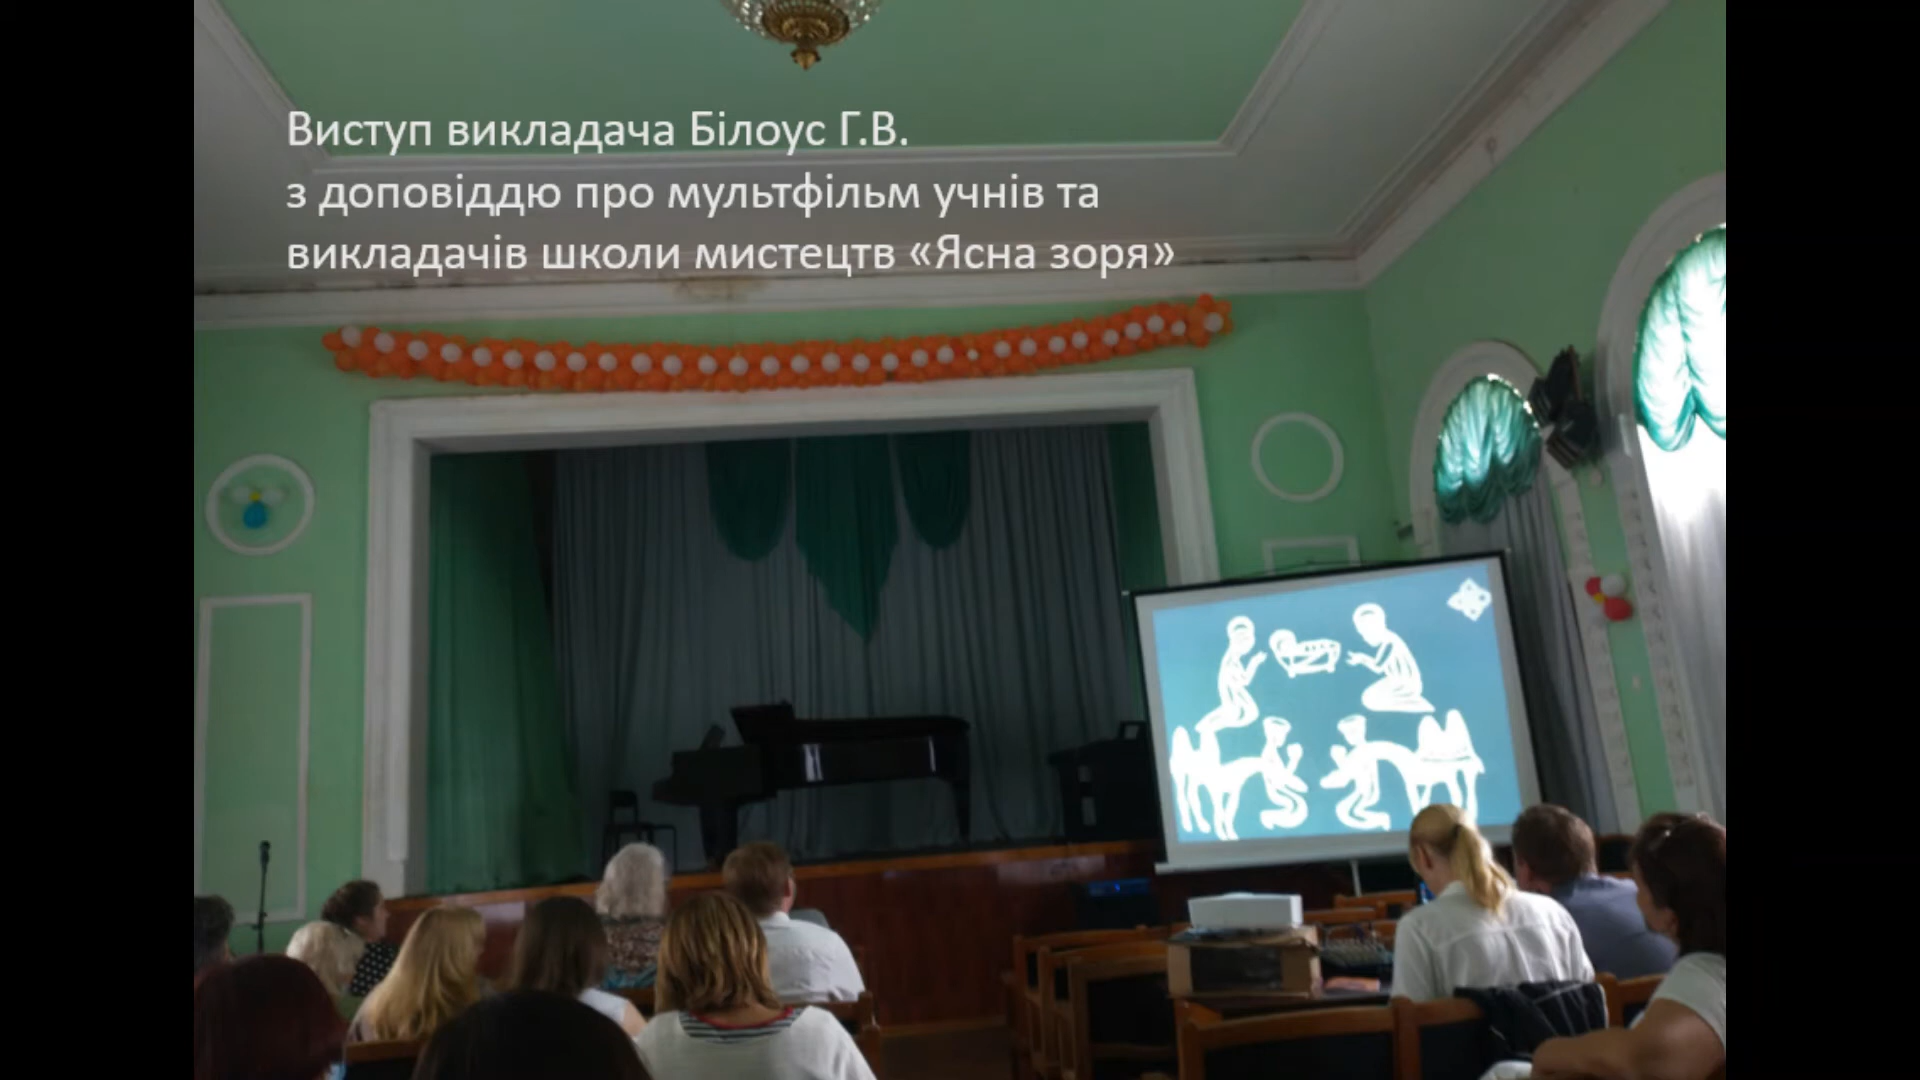 Виступ викладача Білоус Г.В.
з доповіддю про мультфільм учнів та
викладачів школи мистецтв «Ясна зоря»